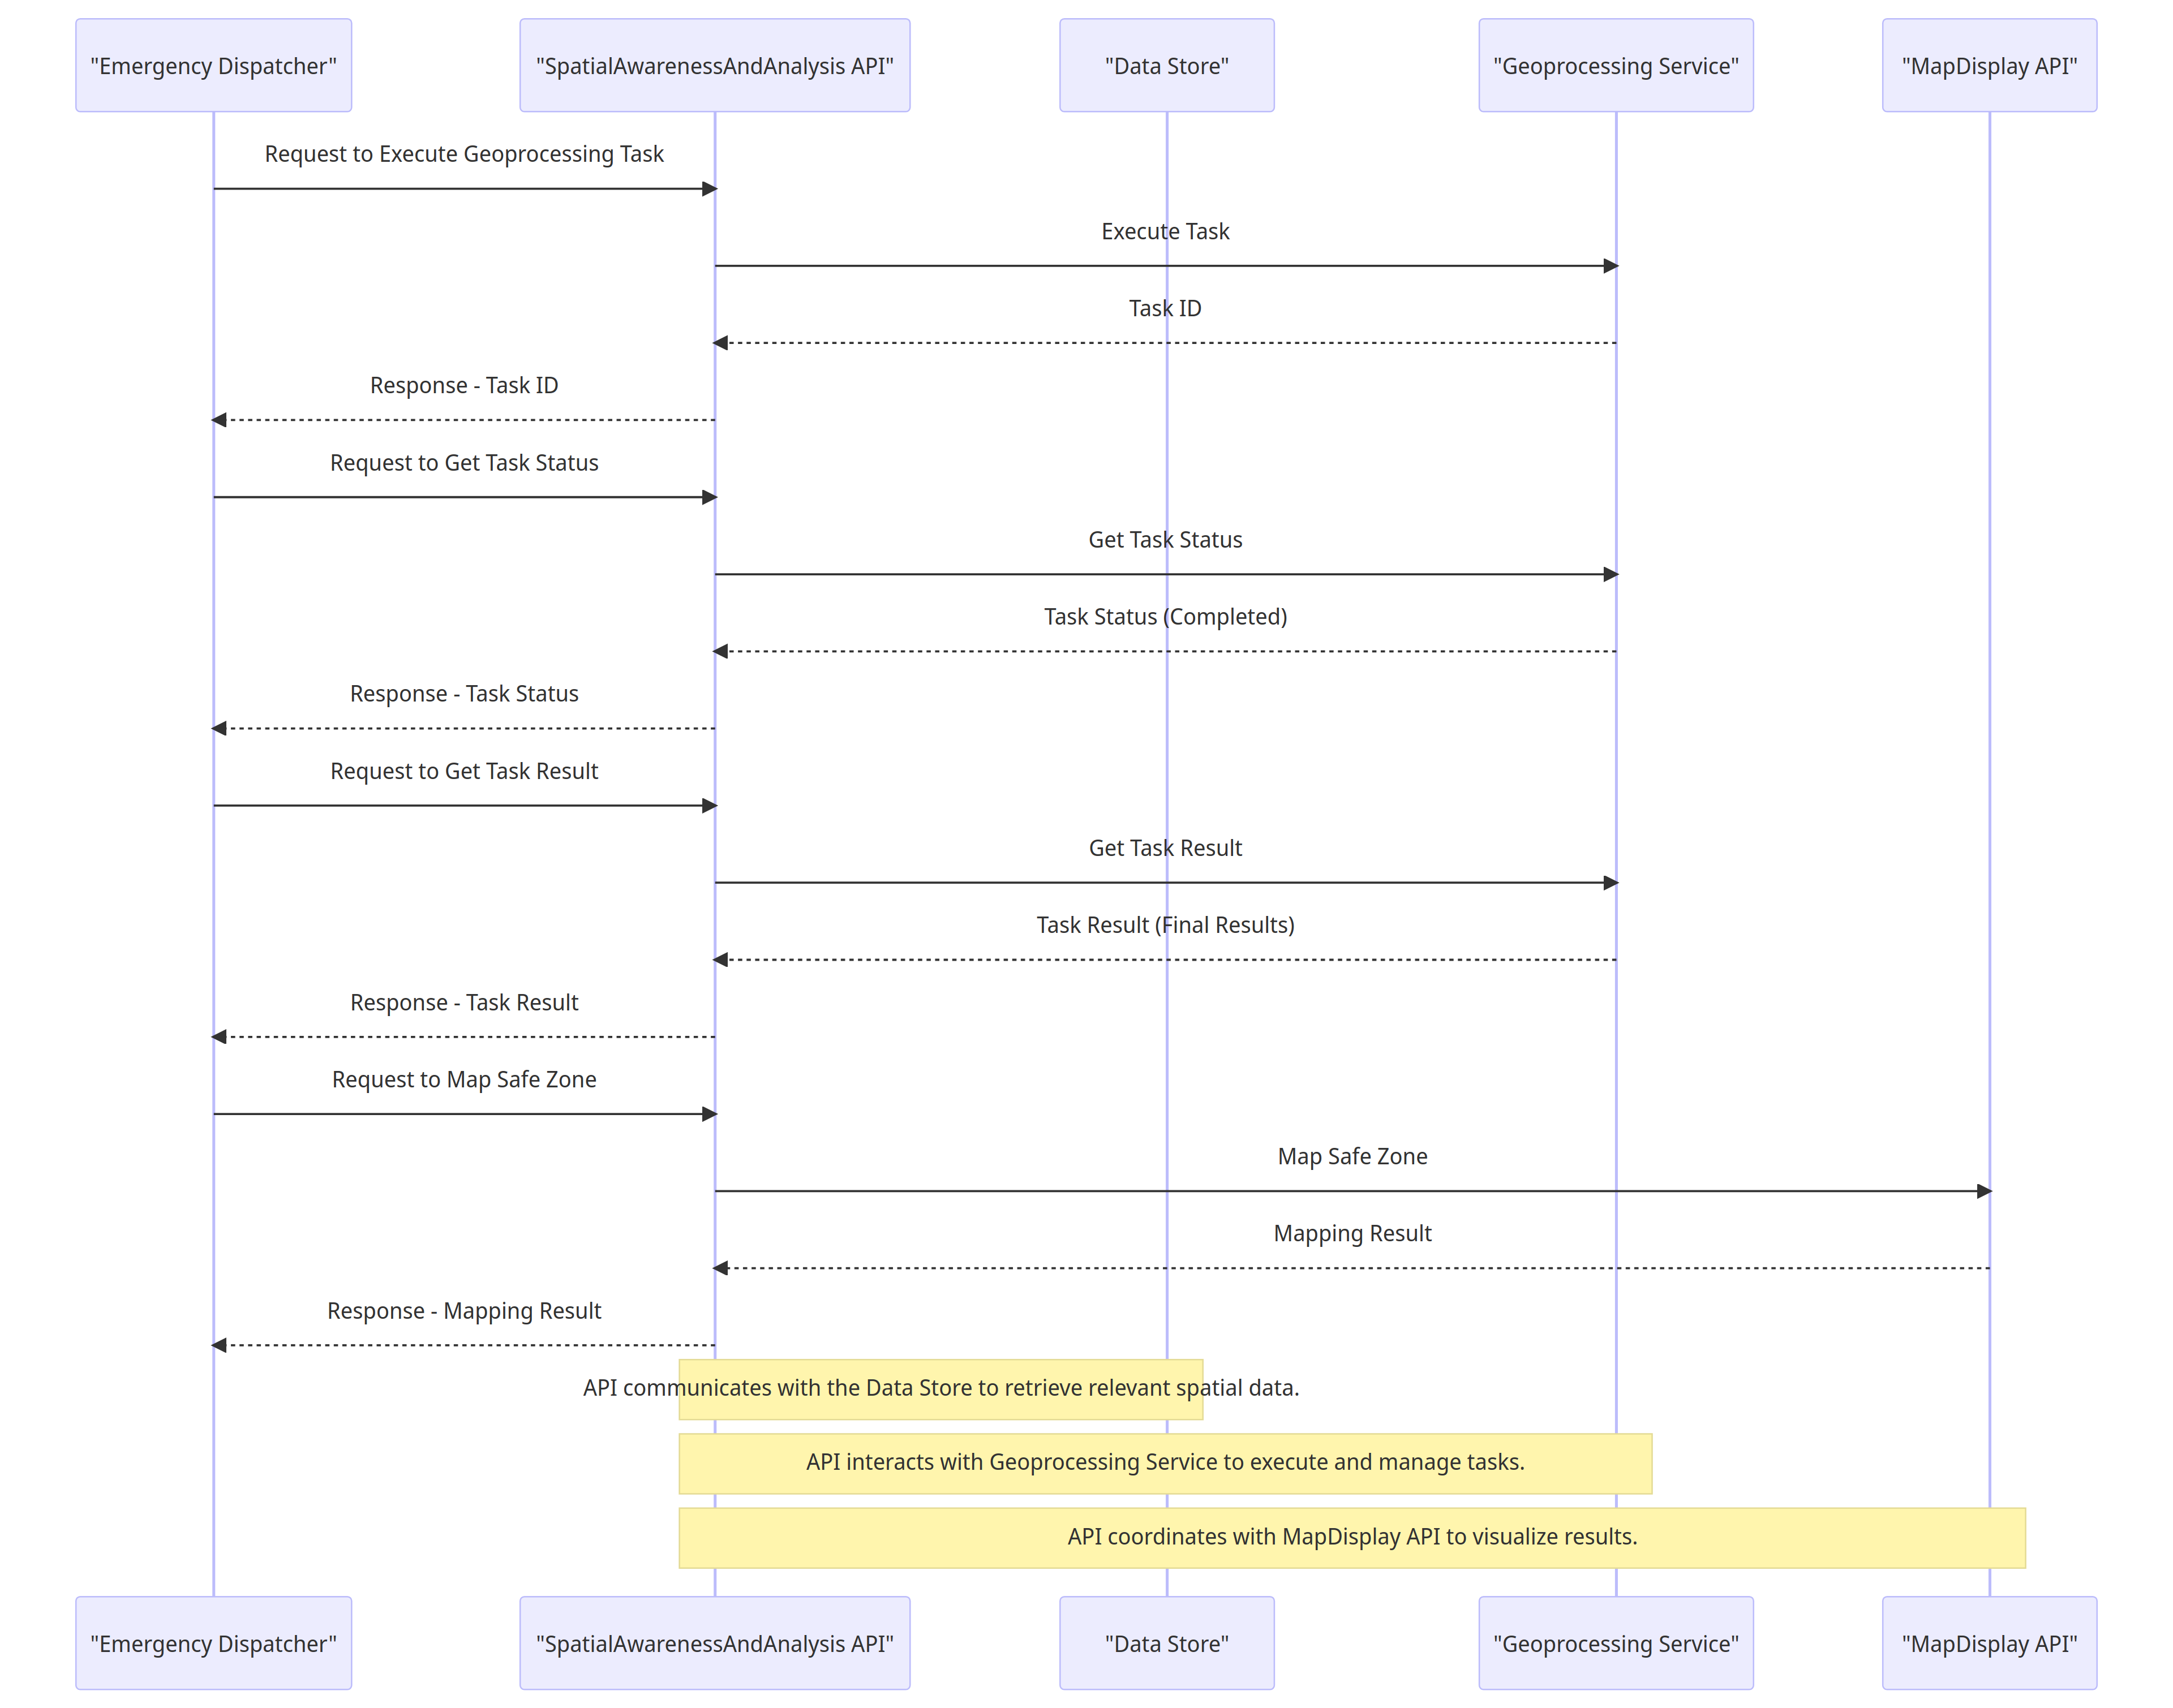 "Emergency Dispatcher"
"SpatialAwarenessAndAnalysis API"
"Data Store"
"Geoprocessing Service"
"MapDisplay API"
Request to Execute Geoprocessing Task
Execute Task
Task ID
Response - Task ID
Request to Get Task Status
Get Task Status
Task Status (Completed)
Response - Task Status
Request to Get Task Result
Get Task Result
Task Result (Final Results)
Response - Task Result
Request to Map Safe Zone
Map Safe Zone
Mapping Result
Response - Mapping Result
API communicates with the Data Store to retrieve relevant spatial data.
API interacts with Geoprocessing Service to execute and manage tasks.
API coordinates with MapDisplay API to visualize results.
"Emergency Dispatcher"
"SpatialAwarenessAndAnalysis API"
"Data Store"
"Geoprocessing Service"
"MapDisplay API"